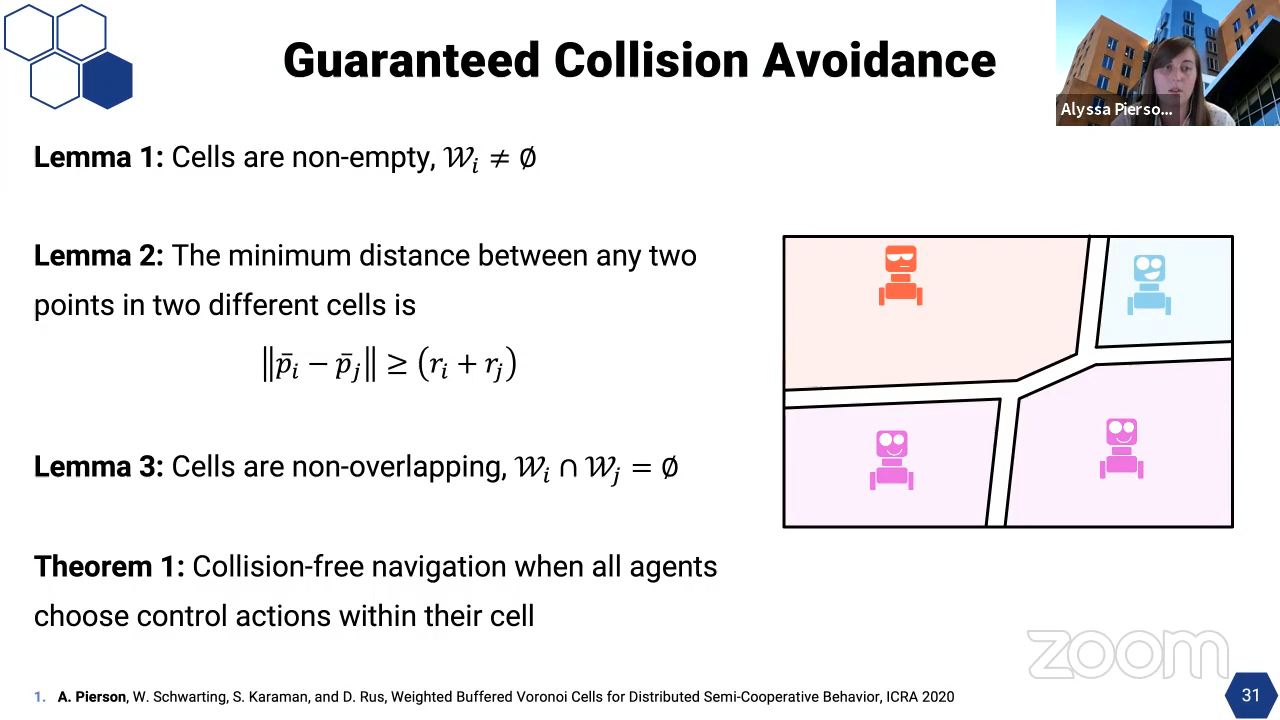 Guaranteed Collision Avoidance
Alyssa Pierso...
Lemma 1: Cells are non-empty, 𝒲ᵢ ≠ ∅
Lemma 2: The minimum distance between any two
points in two different cells is
‖p̄ᵢ − p̄ⱼ‖ ≥ (rᵢ + rⱼ)
Lemma 3: Cells are non-overlapping, 𝒲ᵢ ∩ 𝒲ⱼ = ∅
Theorem 1: Collision-free navigation when all agents
choose control actions within their cell
zoom
1. A. Pierson, W. Schwarting, S. Karaman, and D. Rus, Weighted Buffered Voronoi Cells for Distributed Semi-Cooperative Behavior, ICRA 2020
31